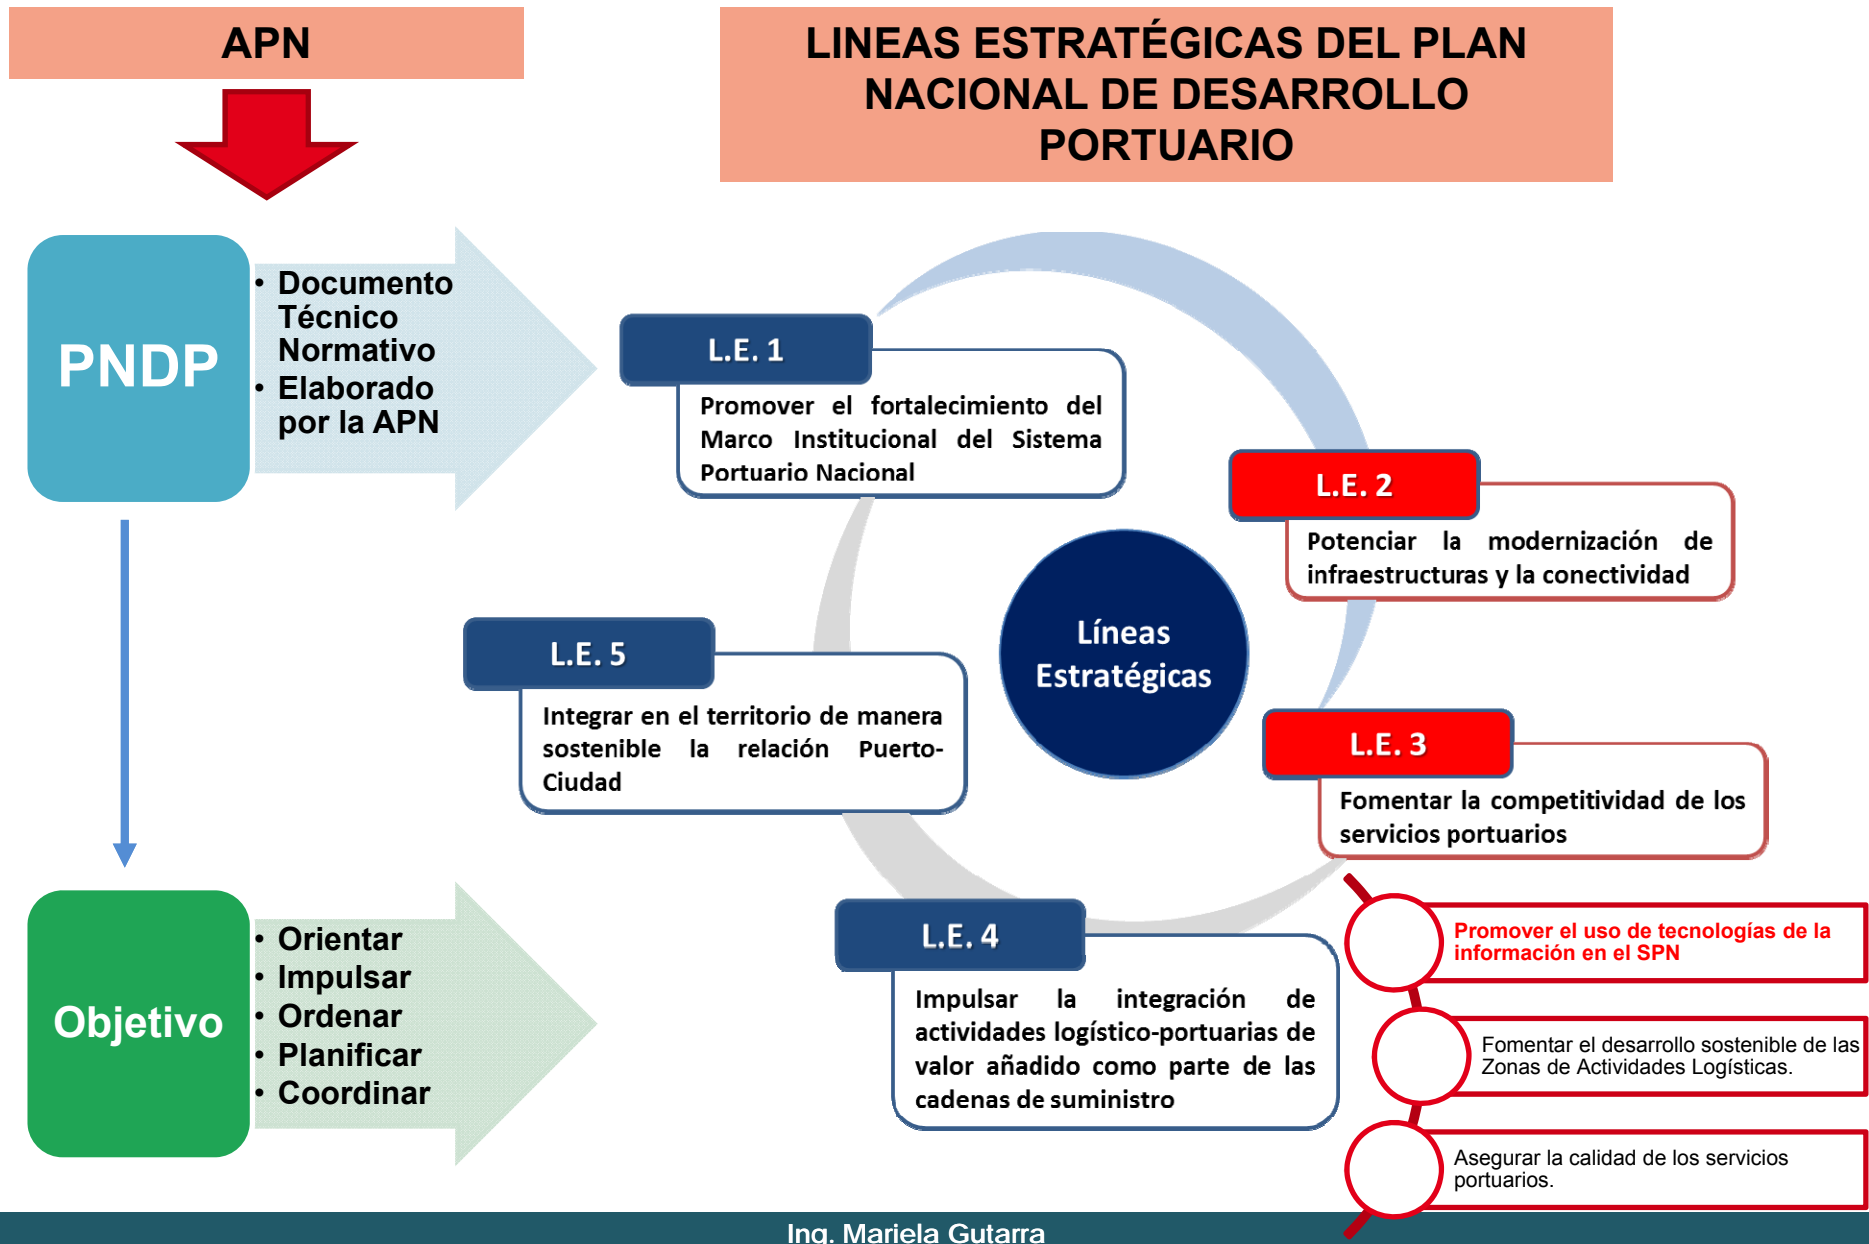 APN
LINEAS ESTRATÉGICAS DEL PLAN
NACIONAL DE DESARROLLO
PORTUARIO
PNDP
• Documento
Técnico
Normativo
• Elaborado
por la APN
Objetivo
• Orientar
• Impulsar
• Ordenar
• Planificar
• Coordinar
L.E. 1
Promover el fortalecimiento del
Marco Institucional del Sistema
Portuario Nacional
L.E. 2
Potenciar la modernización de
infraestructuras y la conectividad
Líneas
Estratégicas
L.E. 5
Integrar en el territorio de manera
sostenible la relación Puerto-
Ciudad
L.E. 3
Fomentar la competitividad de los
servicios portuarios
L.E. 4
Impulsar la integración de
actividades logístico-portuarias de
valor añadido como parte de las
cadenas de suministro
Promover el uso de tecnologías de la
información en el SPN
Fomentar el desarrollo sostenible de las
Zonas de Actividades Logísticas.
Asegurar la calidad de los servicios
portuarios.
Ing. Mariela Gutarra